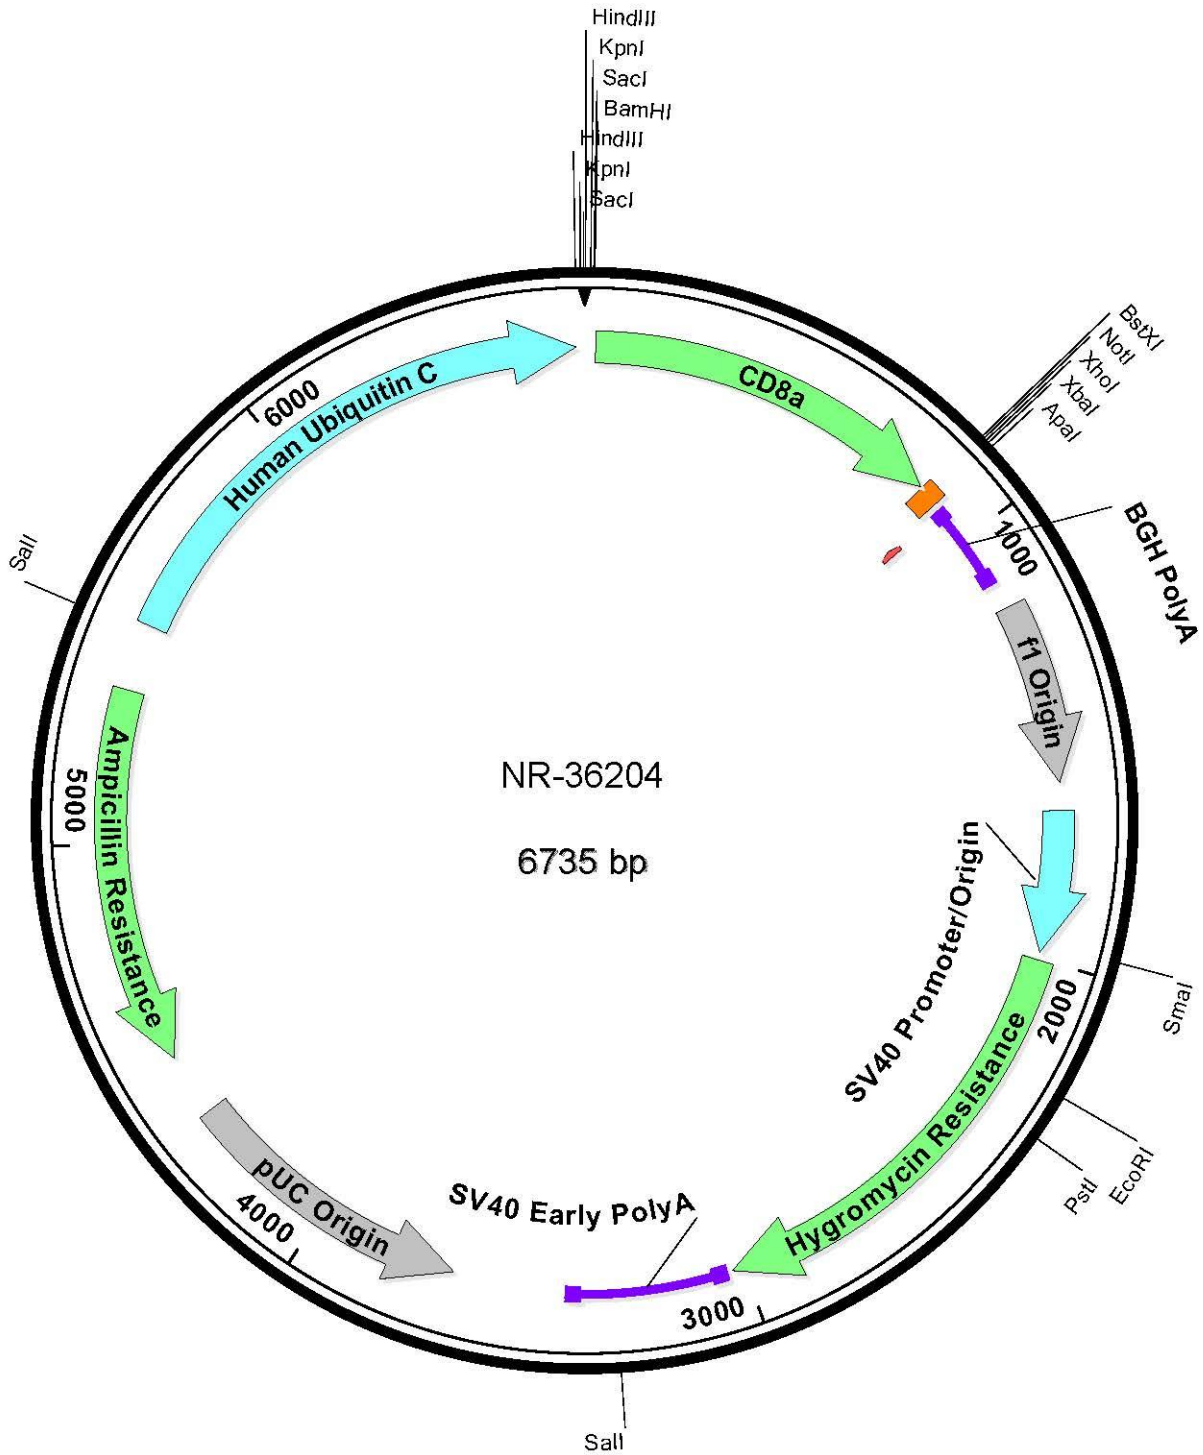 HindIII
KpnI
SacI
BamHI
HindIII
KpnI
SacI
BstXI
NotI
XhoI
XbaI
ApaI
CD8a
1000
BGH PolyA
f1 Origin
SV40 Promoter/Origin
SmaI
2000
EcoRI
PstI
Hygromycin Resistance
3000
SV40 Early PolyA
SalI
pUC Origin
4000
Ampicillin Resistance
5000
SalI
Human Ubiquitin C
6000
NR-36204
6735 bp